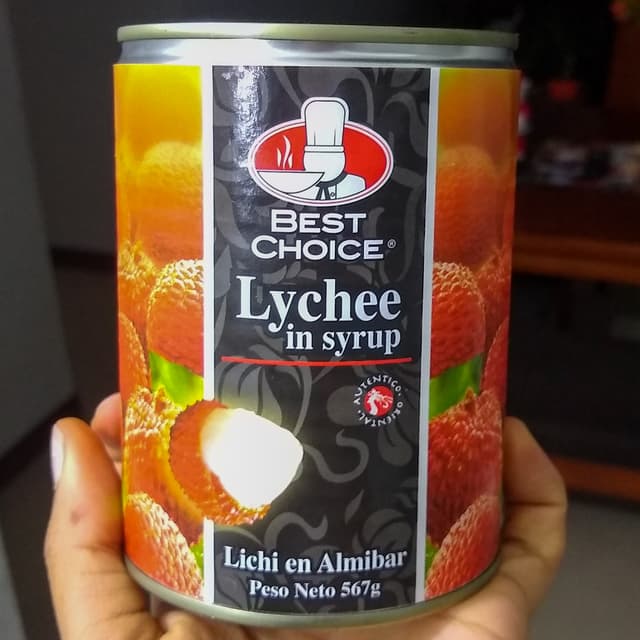 BEST
CHOICE®
Lychee
in syrup
AUTENTICO
ORIENTAL
Lichi en Almibar
Peso Neto 567g